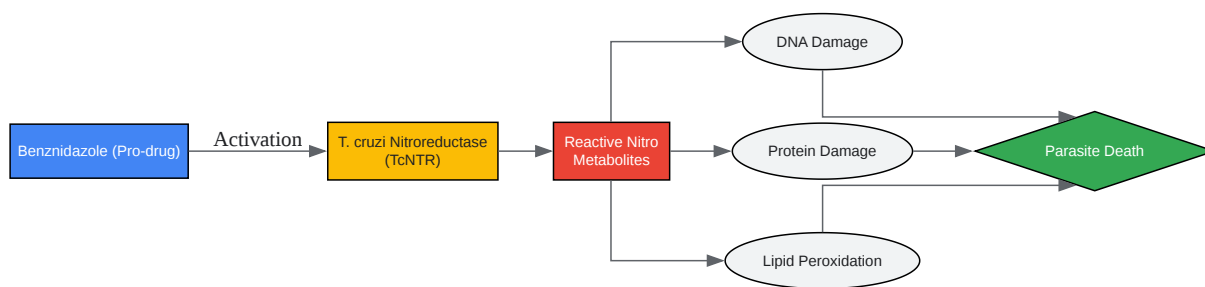 Benznidazole (Pro-drug)
Activation
T. cruzi Nitroreductase
(TcNTR)
Reactive Nitro
Metabolites
DNA Damage
Protein Damage
Lipid Peroxidation
Parasite Death